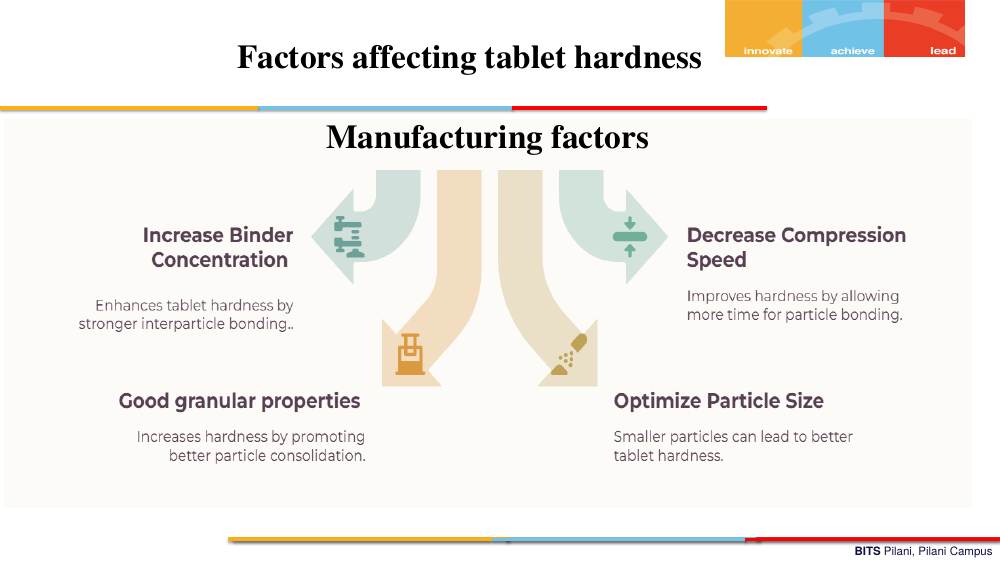 innovate achieve lead
Factors affecting tablet hardness
Manufacturing factors
Increase Binder
Concentration
Enhances tablet hardness by
stronger interparticle bonding..
Decrease Compression
Speed
Improves hardness by allowing
more time for particle bonding.
Good granular properties
Increases hardness by promoting
better particle consolidation.
Optimize Particle Size
Smaller particles can lead to better
tablet hardness.
BITS Pilani, Pilani Campus